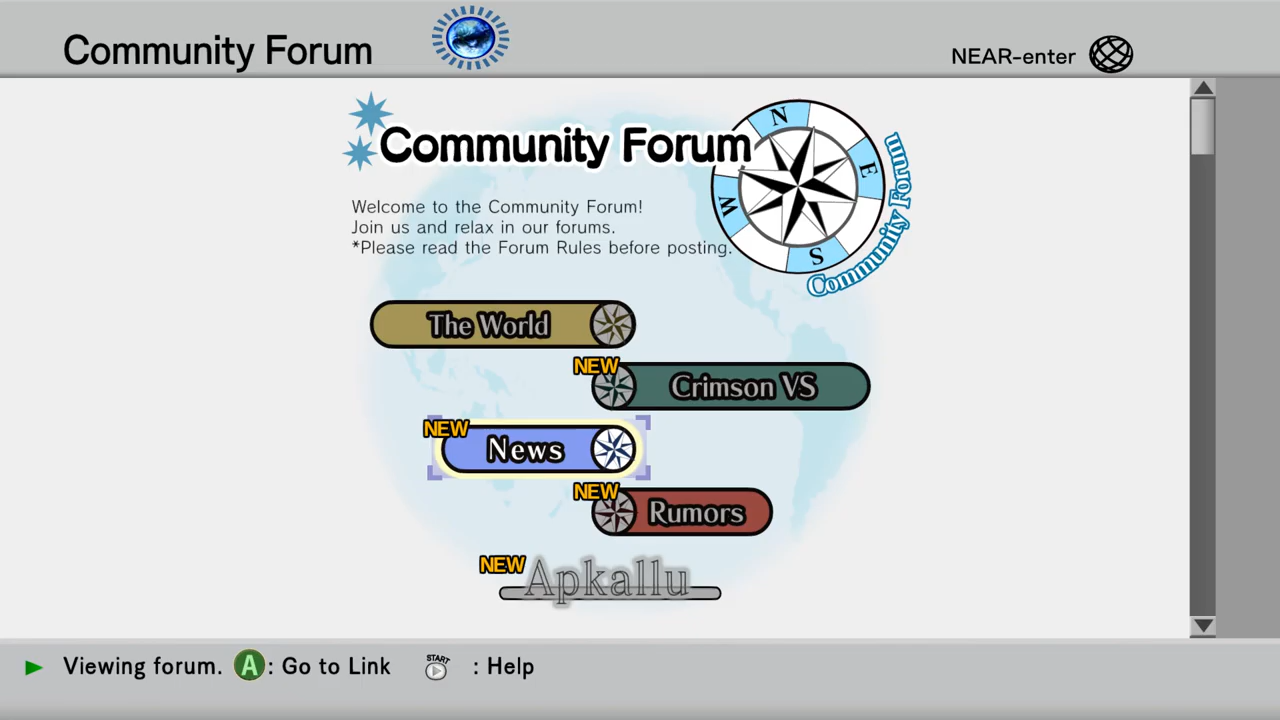 Community Forum
NEAR-enter
Community Forum
N
E
S
W
Community Forum
Welcome to the Community Forum!
Join us and relax in our forums.
*Please read the Forum Rules before posting.
The World
NEW
Crimson VS
NEW
News
NEW
Rumors
NEW
Apkallu
Viewing forum. A : Go to Link START : Help